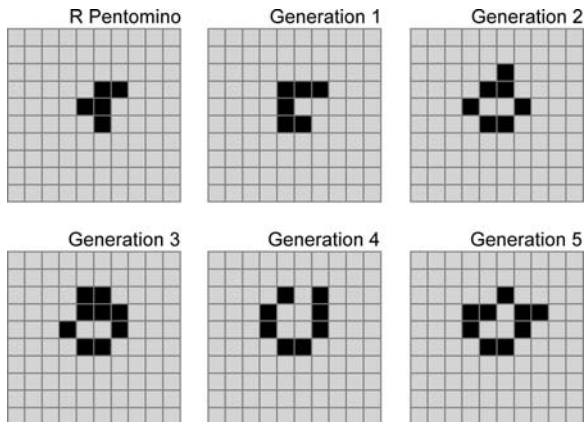 R Pentomino
Generation 1
Generation 2
Generation 3
Generation 4
Generation 5